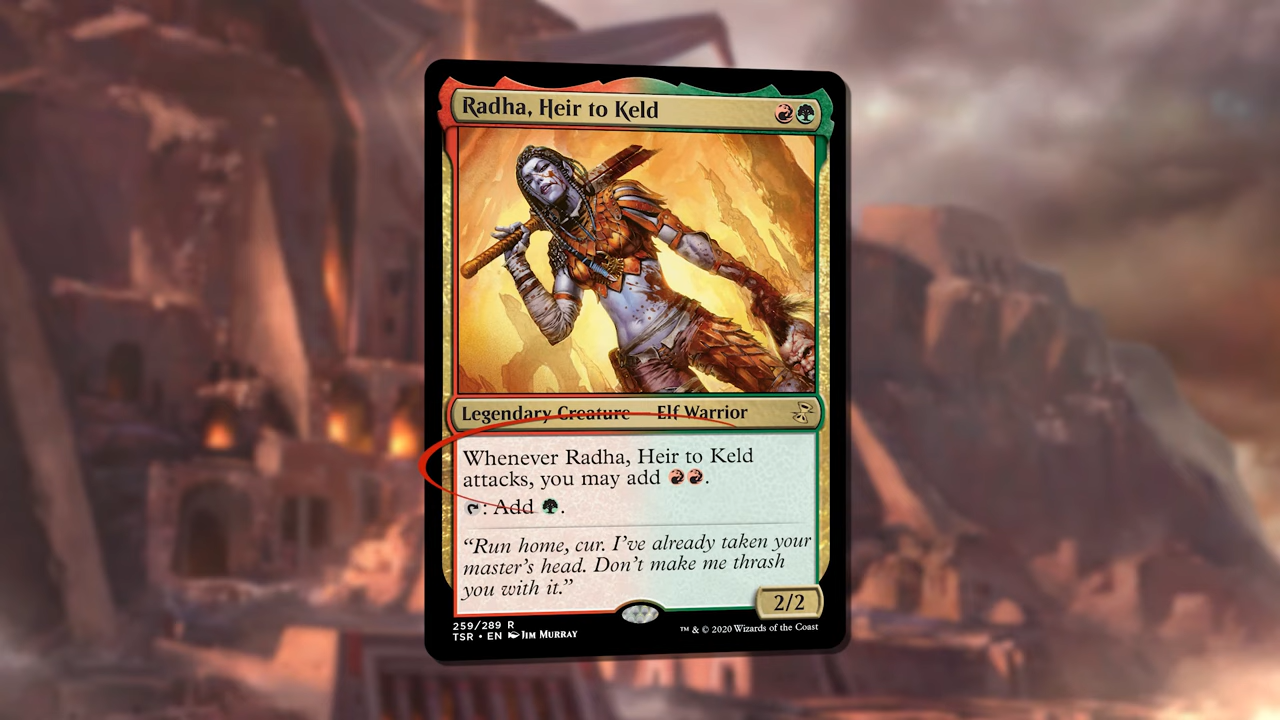 Radha, Heir to Keld
Legendary Creature — Elf Warrior
Whenever Radha, Heir to Keld
attacks, you may add .
: Add .
“Run home, cur. I’ve already taken your
master’s head. Don’t make me thrash
you with it.”
2/2
259/289 R
TSR • EN Jim Murray
™ & © 2020 Wizards of the Coast